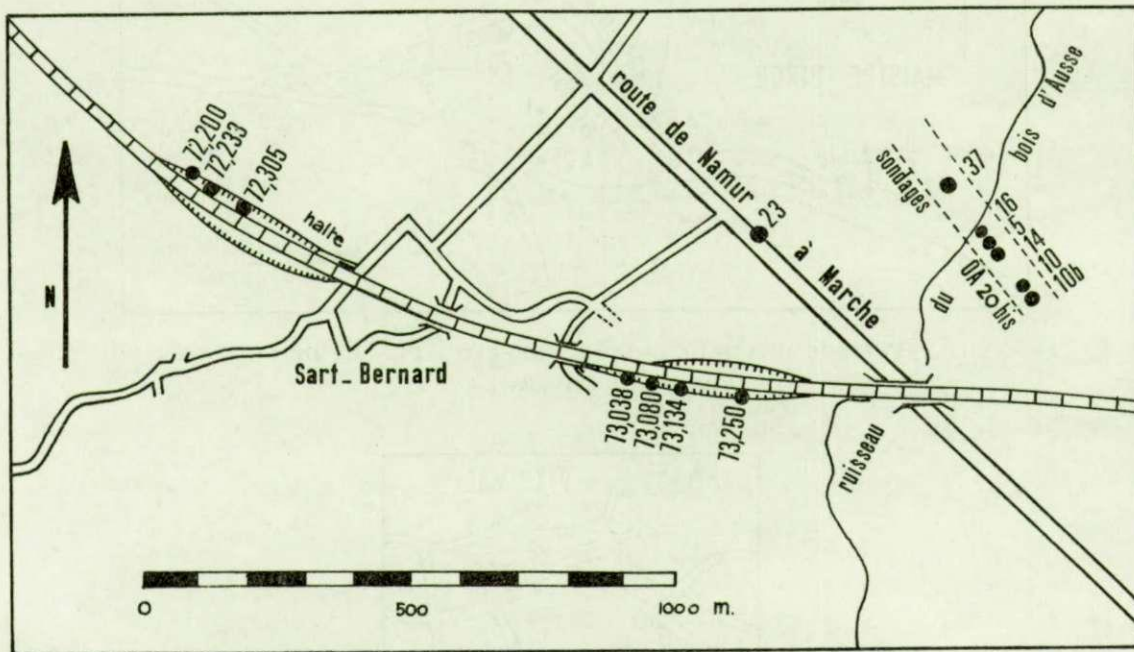 72,200
72,233
72,305
halte
N
Sart_Bernard
route de Namur à Marche
23
sondages
37
16
15
14
10
10b
OA 20 bis
ruisseau du bois d'Ausse
73,038
73,080
73,134
73,250
0 500 1000 m.